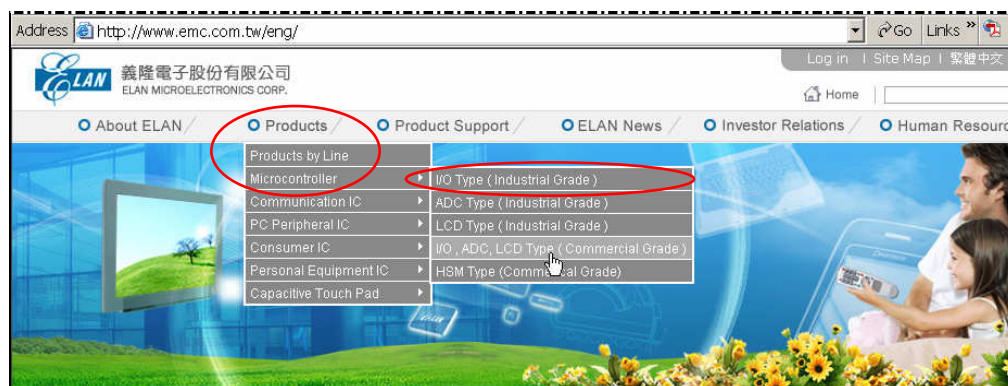 Address http://www.emc.com.tw/eng/ Go Links »
Log in | Site Map | 繁體中文
ELAN 義隆電子股份有限公司
ELAN MICROELECTRONICS CORP.
Home
About ELAN / Products / Product Support / ELAN News / Investor Relations / Human Resourc
Products by Line
Microcontroller
Communication IC
PC Peripheral IC
Consumer IC
Personal Equipment IC
Capacitive Touch Pad
I/O Type ( Industrial Grade )
ADC Type ( Industrial Grade )
LCD Type ( Industrial Grade )
I/O , ADC, LCD Type ( Commercial Grade )
HSM Type (Commercial Grade)